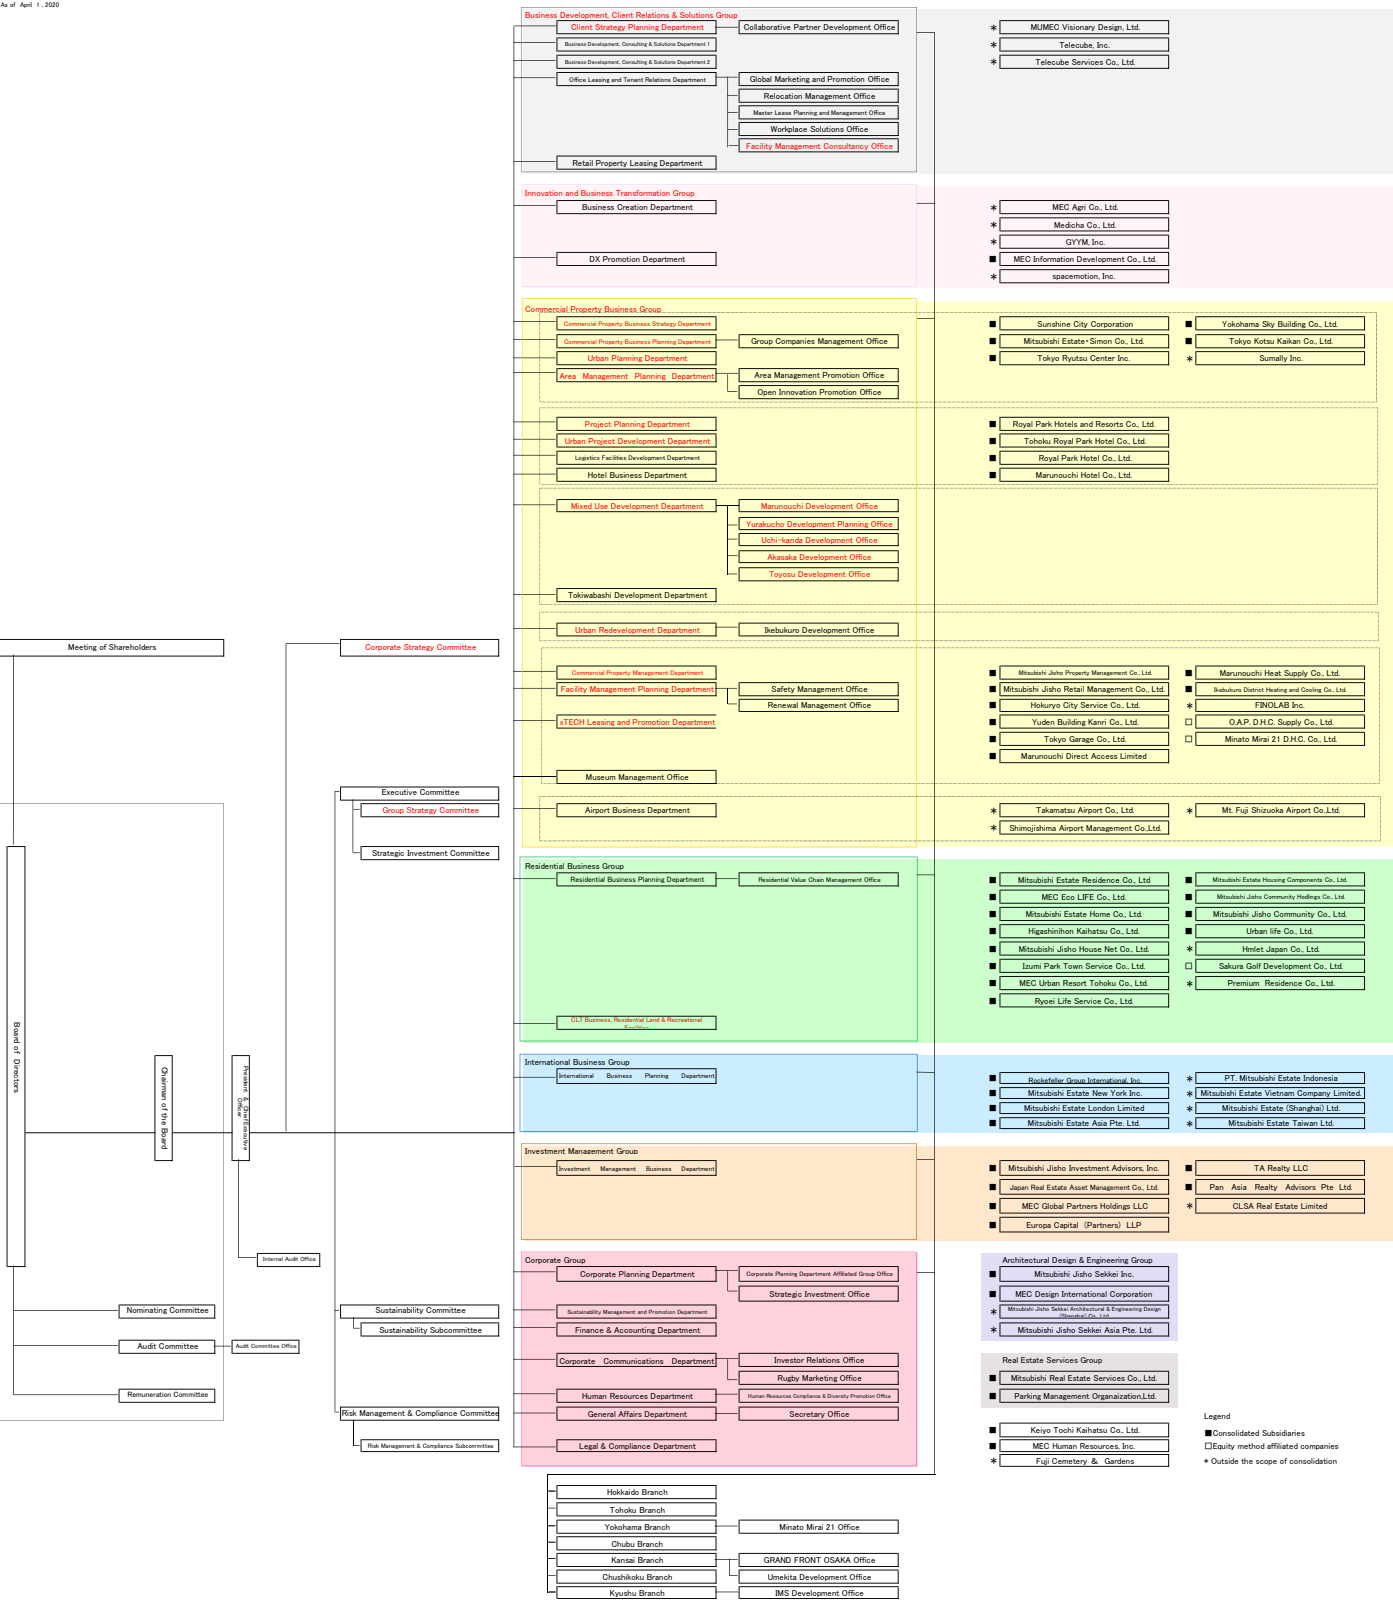 As of April 1, 2020
Business Development, Client Relations & Solutions Group
Client Strategy Planning Department
Collaborative Partner Development Office
Business Development, Consulting & Solutions Department 1
Business Development, Consulting & Solutions Department 2
Office Leasing and Tenant Relations Department
Global Marketing and Promotion Office
Relocation Management Office
Master Lease Planning and Management Office
Workplace Solutions Office
Facility Management Consultancy Office
Retail Property Leasing Department
* MUMEC Visionary Design, Ltd.
* Telecube, Inc.
* Telecube Services Co., Ltd.
Innovation and Business Transformation Group
Business Creation Department
DX Promotion Department
* MEC Agri Co., Ltd.
* Medicha Co., Ltd.
* GYYM, Inc.
■ MEC Information Development Co., Ltd.
* spacemotion, Inc.
Commercial Property Business Group
Commercial Property Business Strategy Department
Commercial Property Business Planning Department
Group Companies Management Office
Urban Planning Department
Area Management Planning Department
Area Management Promotion Office
Open Innovation Promotion Office
■ Sunshine City Corporation
■ Yokohama Sky Building Co., Ltd.
■ Mitsubishi Estate・Simon Co., Ltd.
■ Tokyo Kotsu Kaikan Co., Ltd.
■ Tokyo Ryutsu Center Inc.
* Sumally Inc.
Project Planning Department
Urban Project Development Department
Logistics Facilities Development Department
Hotel Business Department
■ Royal Park Hotels and Resorts Co., Ltd.
■ Tohoku Royal Park Hotel Co., Ltd.
■ Royal Park Hotel Co., Ltd.
■ Marunouchi Hotel Co., Ltd.
Mixed Use Development Department
Marunouchi Development Office
Yurakucho Development Planning Office
Uchi-kanda Development Office
Akasaka Development Office
Toyosu Development Office
Tokiwabashi Development Department
Urban Redevelopment Department
Ikebukuro Development Office
Meeting of Shareholders
Corporate Strategy Committee
Commercial Property Management Department
Facility Management Planning Department
Safety Management Office
Renewal Management Office
xTECH Leasing and Promotion Department
Museum Management Office
■ Mitsubishi Jisho Property Management Co., Ltd.
■ Marunouchi Heat Supply Co., Ltd.
■ Mitsubishi Jisho Retail Management Co., Ltd.
■ Ikebukuro District Heating and Cooling Co., Ltd.
■ Hokuryo City Service Co., Ltd.
* FINOLAB Inc.
■ Yuden Building Kanri Co., Ltd.
□ O.A.P. D.H.C. Supply Co., Ltd.
■ Tokyo Garage Co., Ltd.
□ Minato Mirai 21 D.H.C. Co., Ltd.
■ Marunouchi Direct Access Limited
Executive Committee
Group Strategy Committee
Strategic Investment Committee
Airport Business Department
* Takamatsu Airport Co., Ltd.
* Mt. Fuji Shizuoka Airport Co.,Ltd.
* Shimojishima Airport Management Co.,Ltd.
Residential Business Group
Residential Business Planning Department
Residential Value Chain Management Office
CLT Business, Residential Land & Recreational
■ Mitsubishi Estate Residence Co., Ltd
■ Mitsubishi Estate Housing Components Co., Ltd.
■ MEC Eco LIFE Co., Ltd.
■ Mitsubishi Jisho Community Hodlings Co., Ltd.
■ Mitsubishi Estate Home Co., Ltd.
■ Mitsubishi Jisho Community Co., Ltd.
■ Higashinihon Kaihatsu Co., Ltd.
■ Urban life Co., Ltd.
■ Mitsubishi Jisho House Net Co., Ltd.
* Hmlet Japan Co., Ltd.
■ Izumi Park Town Service Co., Ltd.
□ Sakura Golf Development Co., Ltd.
■ MEC Urban Resort Tohoku Co., Ltd.
* Premium Residence Co., Ltd.
■ Ryoei Life Service Co., Ltd.
Board of Directors
Chairman of the Board
President & Chief Executive
Officer
International Business Group
International Business Planning Department
■ Rockefeller Group International, Inc.
* PT. Mitsubishi Estate Indonesia
■ Mitsubishi Estate New York Inc.
* Mitsubishi Estate Vietnam Company Limited.
■ Mitsubishi Estate London Limited
* Mitsubishi Estate (Shanghai) Ltd.
■ Mitsubishi Estate Asia Pte. Ltd.
* Mitsubishi Estate Taiwan Ltd.
Investment Management Group
Investment Management Business Department
■ Mitsubishi Jisho Investment Advisors, Inc.
■ TA Realty LLC
■ Japan Real Estate Asset Management Co., Ltd.
■ Pan Asia Realty Advisors Pte Ltd.
■ MEC Global Partners Holdings LLC
* CLSA Real Estate Limited
■ Europa Capital (Partners) LLP
Internal Audit Office
Nominating Committee
Audit Committee
Audit Committee Office
Remuneration Committee
Sustainability Committee
Sustainability Subcommittee
Risk Management & Compliance Committee
Risk Management & Compliance Subcommittee
Corporate Group
Corporate Planning Department
Corporate Planning Department Affiliated Group Office
Strategic Investment Office
Sustainability Management and Promotion Department
Finance & Accounting Department
Corporate Communications Department
Investor Relations Office
Rugby Marketing Office
Human Resources Department
Human Resources Compliance & Diversity Promotion Office
General Affairs Department
Secretary Office
Legal & Compliance Department
Architectural Design & Engineering Group
■ Mitsubishi Jisho Sekkei Inc.
■ MEC Design International Corporation
* Mitsubishi Jisho Sekkei Architectural & Engineering Design
(Shanghai) Co., Ltd.
* Mitsubishi Jisho Sekkei Asia Pte. Ltd.
Real Estate Services Group
■ Mitsubishi Real Estate Services Co., Ltd.
■ Parking Management Organaization,Ltd.
■ Keiyo Tochi Kaihatsu Co., Ltd.
■ MEC Human Resources, Inc.
* Fuji Cemetery & Gardens
Legend
■Consolidated Subsidiaries
□Equity method affiliated companies
* Outside the scope of consolidation
Hokkaido Branch
Tohoku Branch
Yokohama Branch
Minato Mirai 21 Office
Chubu Branch
Kansai Branch
GRAND FRONT OSAKA Office
Chushikoku Branch
Umekita Development Office
Kyushu Branch
IMS Development Office